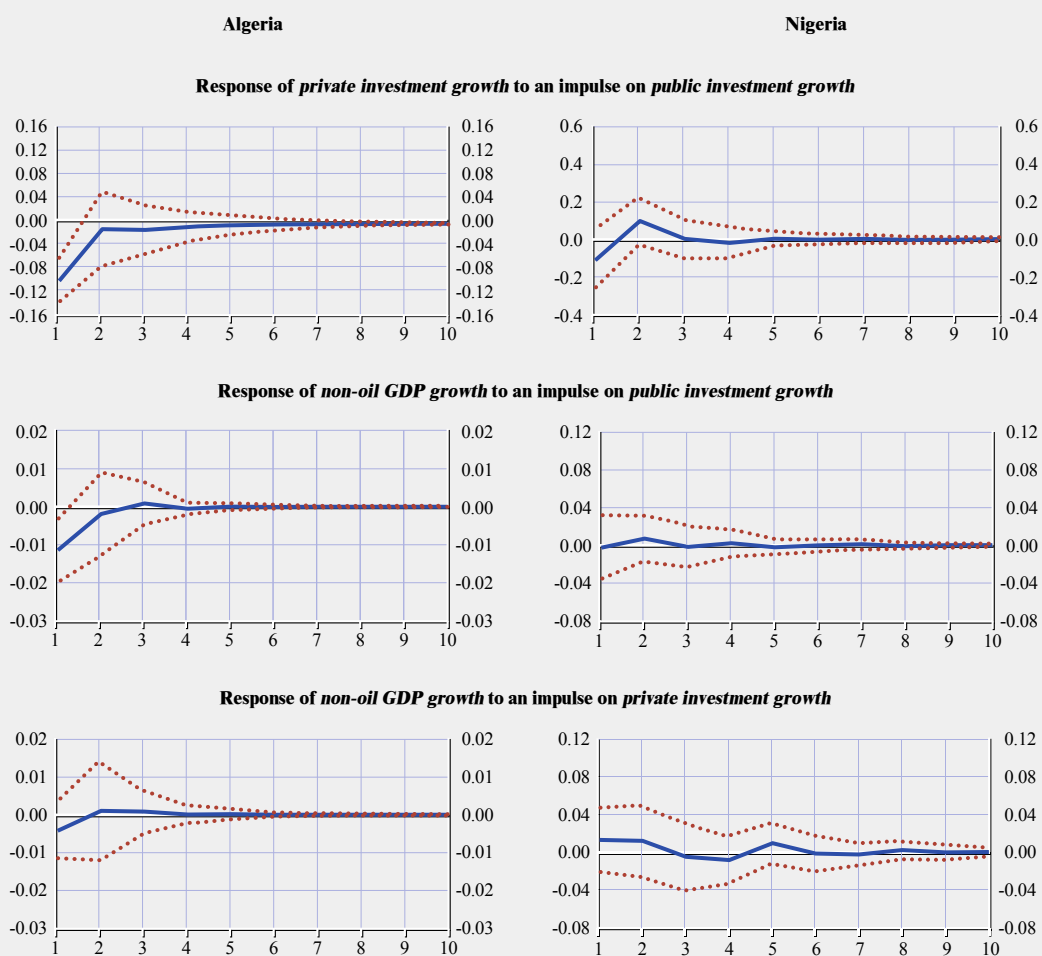 Algeria Nigeria
Response of private investment growth to an impulse on public investment growth
0.16 0.16 0.6 0.6
0.12 0.12
0.08 0.08 0.4 0.4
0.04 0.04 0.2 0.2
0.00 0.00 0.0 0.0
-0.04 -0.04
-0.08 -0.08 -0.2 -0.2
-0.12 -0.12
-0.16 -0.16 -0.4 -0.4
1 2 3 4 5 6 7 8 9 10 1 2 3 4 5 6 7 8 9 10
Response of non-oil GDP growth to an impulse on public investment growth
0.02 0.02 0.12 0.12
0.01 0.01 0.08 0.08
0.00 0.00 0.04 0.04
-0.01 -0.01 0.00 0.00
-0.02 -0.02 -0.04 -0.04
-0.03 -0.03 -0.08 -0.08
1 2 3 4 5 6 7 8 9 10 1 2 3 4 5 6 7 8 9 10
Response of non-oil GDP growth to an impulse on private investment growth
0.02 0.02 0.12 0.12
0.01 0.01 0.08 0.08
0.00 0.00 0.04 0.04
-0.01 -0.01 0.00 0.00
-0.02 -0.02 -0.04 -0.04
-0.03 -0.03 -0.08 -0.08
1 2 3 4 5 6 7 8 9 10 1 2 3 4 5 6 7 8 9 10